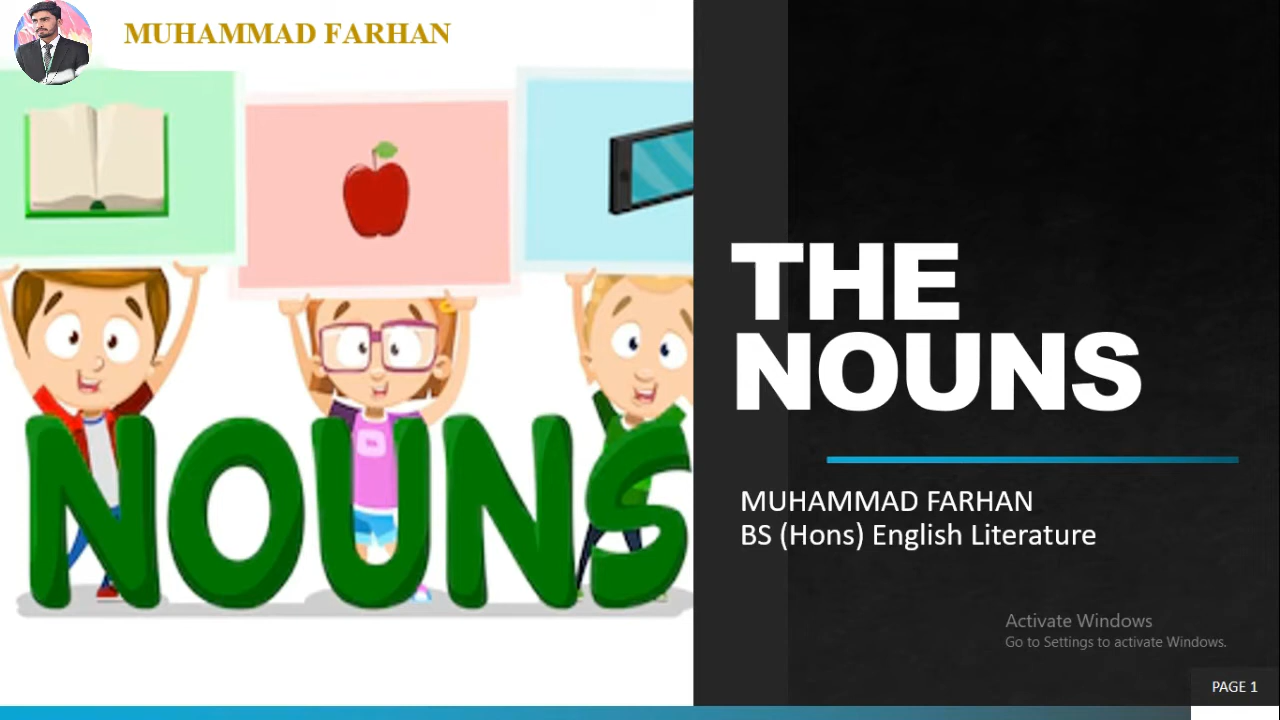 MUHAMMAD FARHAN
NOUNS
THE
NOUNS
MUHAMMAD FARHAN
BS (Hons) English Literature
Activate Windows
Go to Settings to activate Windows.
PAGE 1